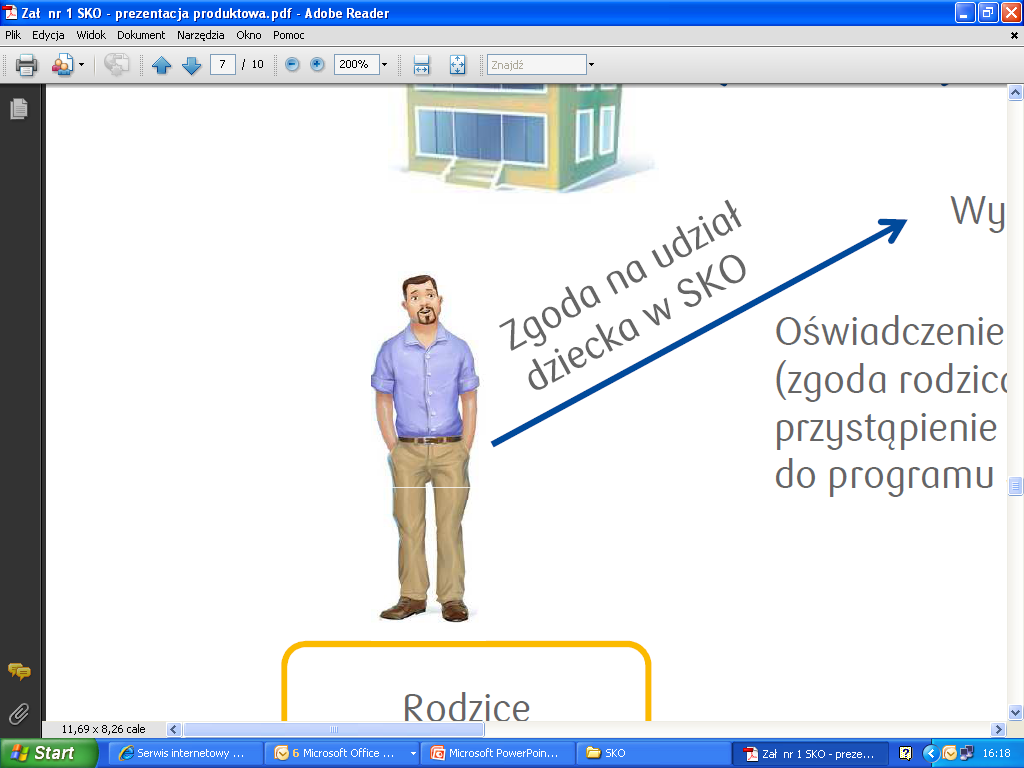 Zał nr 1 SKO - prezentacja produktowa.pdf - Adobe Reader
Plik Edycja Widok Dokument Narzędzia Okno Pomoc
7 / 10 200% Znajdź
Wy
Zgoda na udział
dziecka w SKO
Oświadczenie
(zgoda rodzic
przystąpienie
do programu
Rodzice
11,69 x 8,26 cale
Start Serwis internetowy ... 6 Microsoft Office ... Microsoft PowerPoin... SKO Zał nr 1 SKO - preze... 16:18